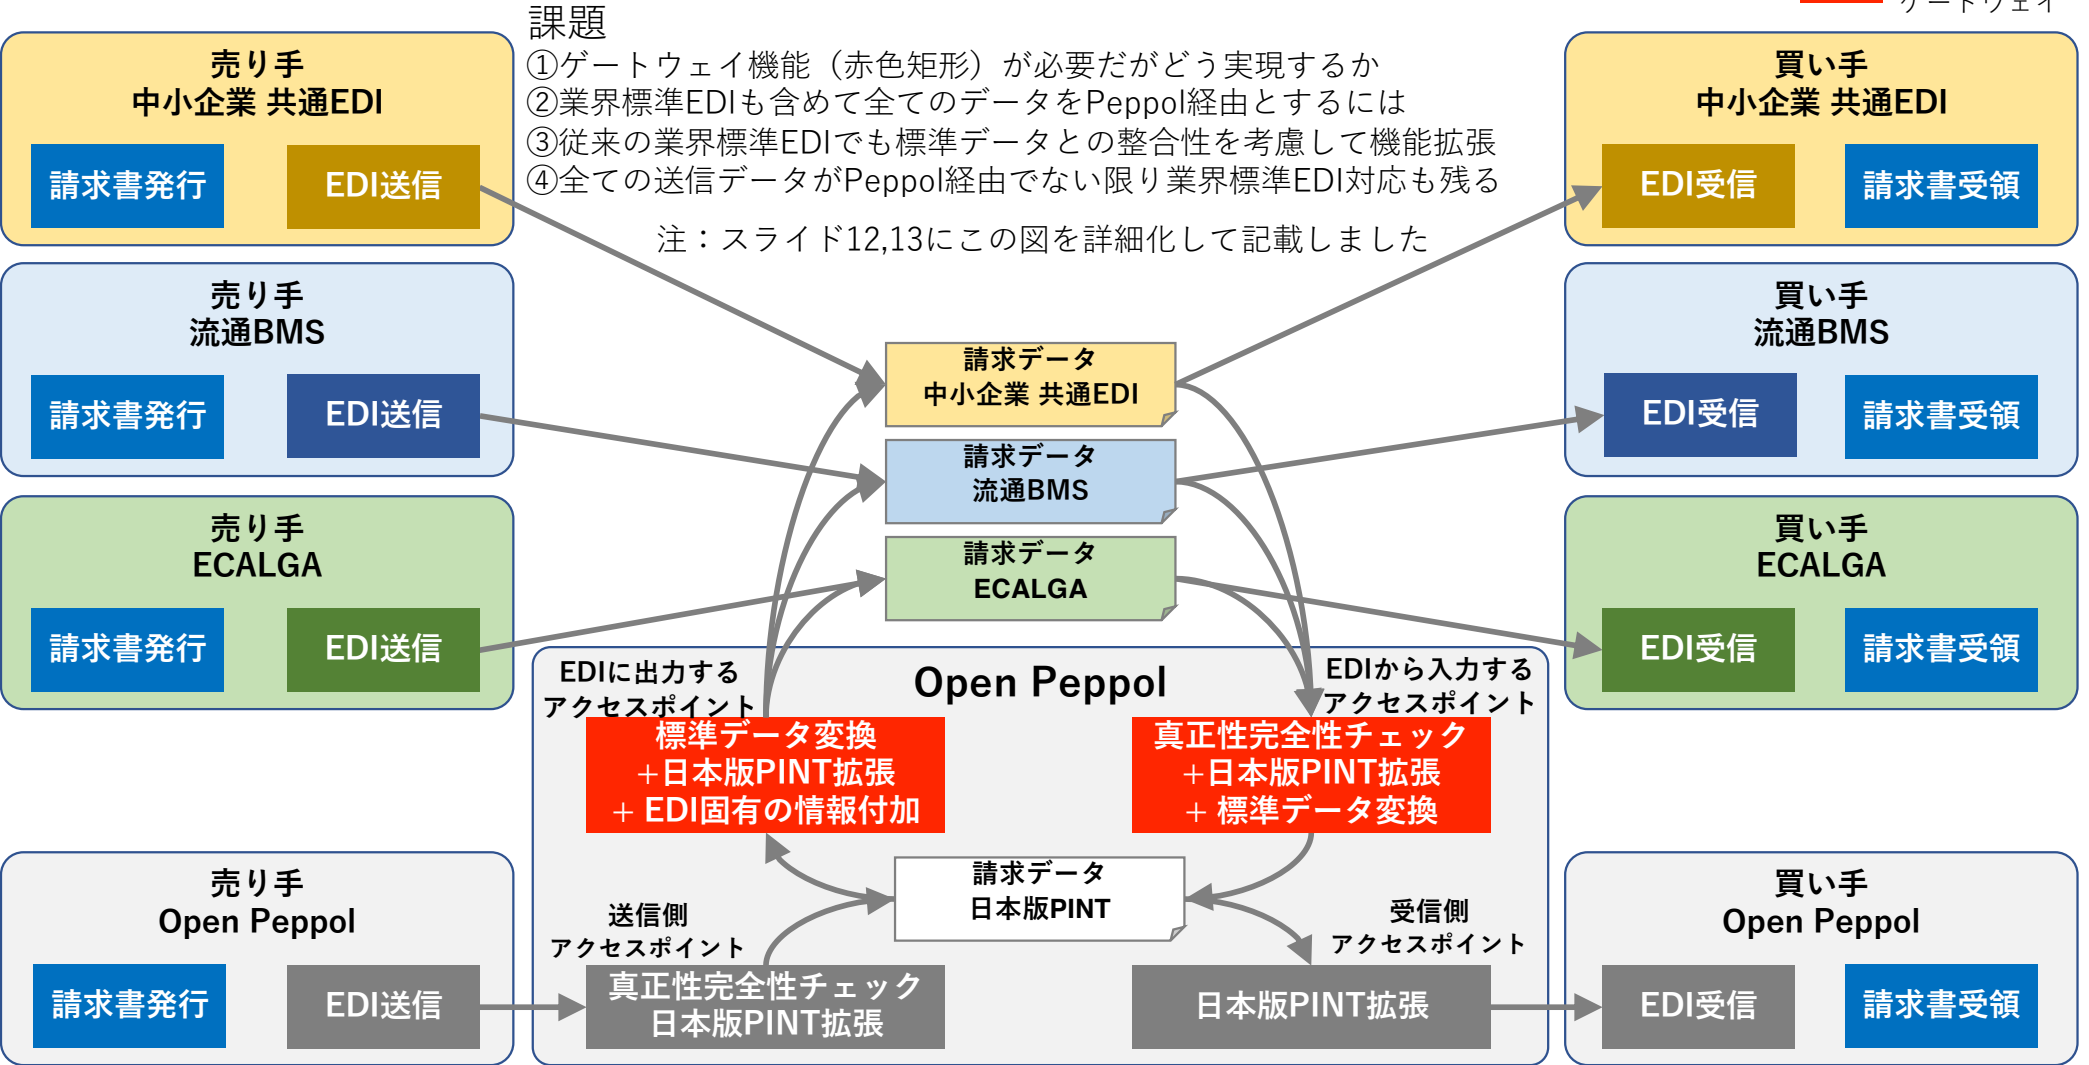 ゲートウェイ
課題
①ゲートウェイ機能（赤色矩形）が必要だがどう実現するか
②業界標準EDIも含めて全てのデータをPeppol経由とするには
③従来の業界標準EDIでも標準データとの整合性を考慮して機能拡張
④全ての送信データがPeppol経由でない限り業界標準EDI対応も残る
注：スライド12,13にこの図を詳細化して記載しました
売り手
中小企業 共通EDI
請求書発行
EDI送信
売り手
流通BMS
請求書発行
EDI送信
売り手
ECALGA
請求書発行
EDI送信
売り手
Open Peppol
請求書発行
EDI送信
請求データ
中小企業 共通EDI
請求データ
流通BMS
請求データ
ECALGA
Open Peppol
EDIに出力する
アクセスポイント
標準データ変換
+日本版PINT拡張
+ EDI固有の情報付加
EDIから入力する
アクセスポイント
真正性完全性チェック
+日本版PINT拡張
+ 標準データ変換
請求データ
日本版PINT
送信側
アクセスポイント
真正性完全性チェック
日本版PINT拡張
受信側
アクセスポイント
日本版PINT拡張
買い手
中小企業 共通EDI
EDI受信
請求書受領
買い手
流通BMS
EDI受信
請求書受領
買い手
ECALGA
EDI受信
請求書受領
買い手
Open Peppol
EDI受信
請求書受領